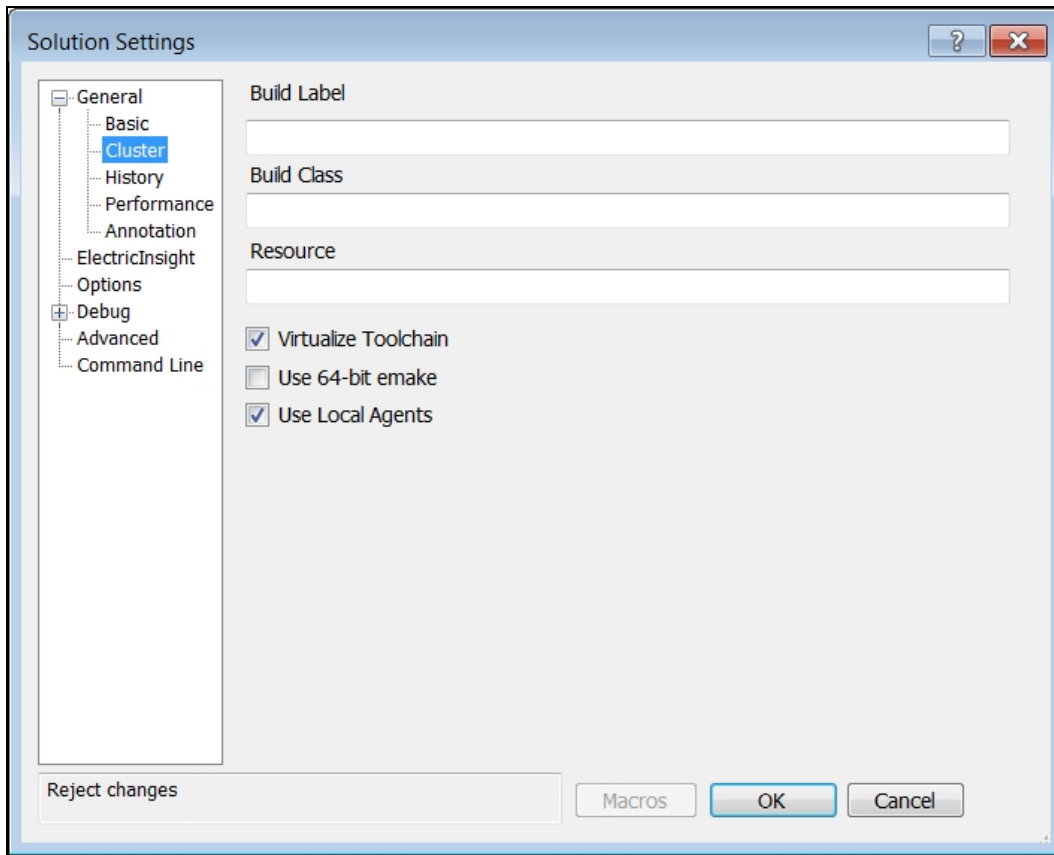 Solution Settings
?
General
Basic
Cluster
History
Performance
Annotation
ElectricInsight
Options
Debug
Advanced
Command Line
Build Label
Build Class
Resource
Virtualize Toolchain
Use 64-bit emake
Use Local Agents
Reject changes
Macros
OK
Cancel